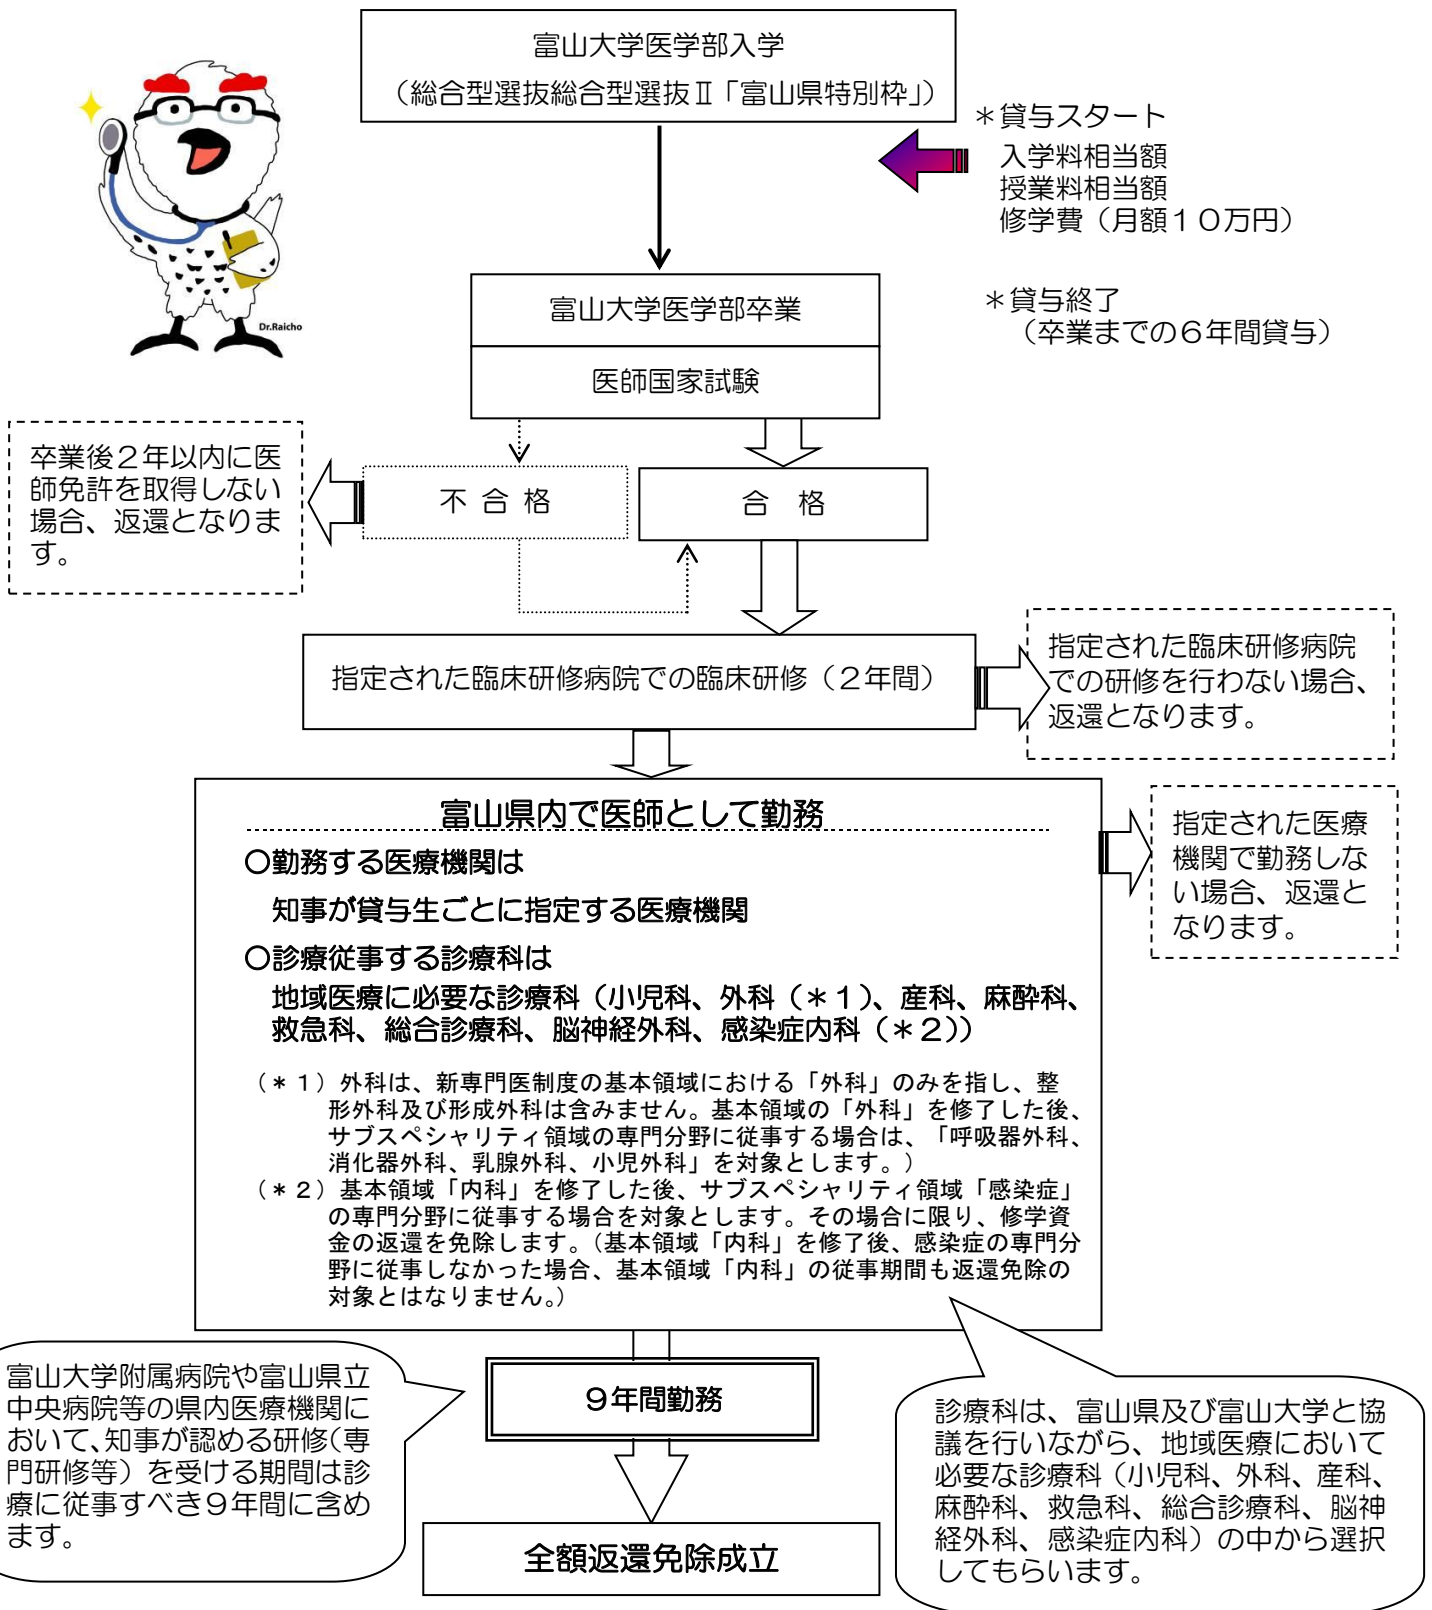 富山大学医学部入学
（総合型選抜総合型選抜Ⅱ「富山県特別枠」）
＊貸与スタート
入学料相当額
授業料相当額
修学費（月額１０万円）
Dr.Raicho
富山大学医学部卒業
＊貸与終了
（卒業までの６年間貸与）
医師国家試験
卒業後２年以内に医
師免許を取得しない
場合、返還となりま
す。
不 合 格
合　格
指定された臨床研修病院での臨床研修（２年間）
指定された臨床研修病院
での研修を行わない場合、
返還となります。
富山県内で医師として勤務
○勤務する医療機関は
知事が貸与生ごとに指定する医療機関
○診療従事する診療科は
地域医療に必要な診療科（小児科、外科（＊１）、産科、麻酔科、
救急科、総合診療科、脳神経外科、感染症内科（＊２））
（＊１）外科は、新専門医制度の基本領域における「外科」のみを指し、整
形外科及び形成外科は含みません。基本領域の「外科」を修了した後、
サブスペシャリティ領域の専門分野に従事する場合は、「呼吸器外科、
消化器外科、乳腺外科、小児外科」を対象とします。）
（＊２）基本領域「内科」を修了した後、サブスペシャリティ領域「感染症」
の専門分野に従事する場合を対象とします。その場合に限り、修学資
金の返還を免除します。（基本領域「内科」を修了後、感染症の専門分
野に従事しなかった場合、基本領域「内科」の従事期間も返還免除の
対象とはなりません。）
指定された医療
機関で勤務しな
い場合、返還と
なります。
富山大学附属病院や富山県立
中央病院等の県内医療機関に
おいて、知事が認める研修（専
門研修等）を受ける期間は診
療に従事すべき９年間に含め
ます。
９年間勤務
診療科は、富山県及び富山大学と協
議を行いながら、地域医療において
必要な診療科（小児科、外科、産科、
麻酔科、救急科、総合診療科、脳神
経外科、感染症内科）の中から選択
してもらいます。
全額返還免除成立